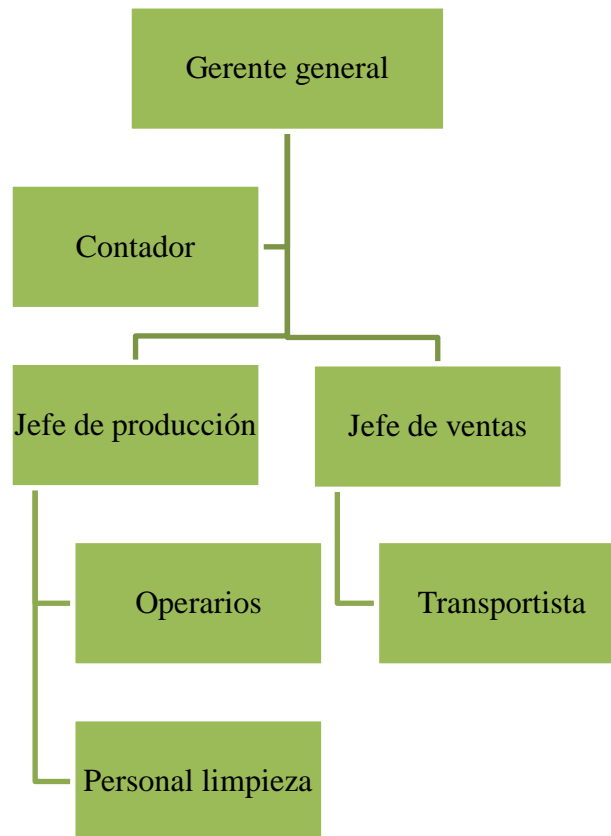 Gerente general
Contador
Jefe de producción
Jefe de ventas
Operarios
Transportista
Personal limpieza